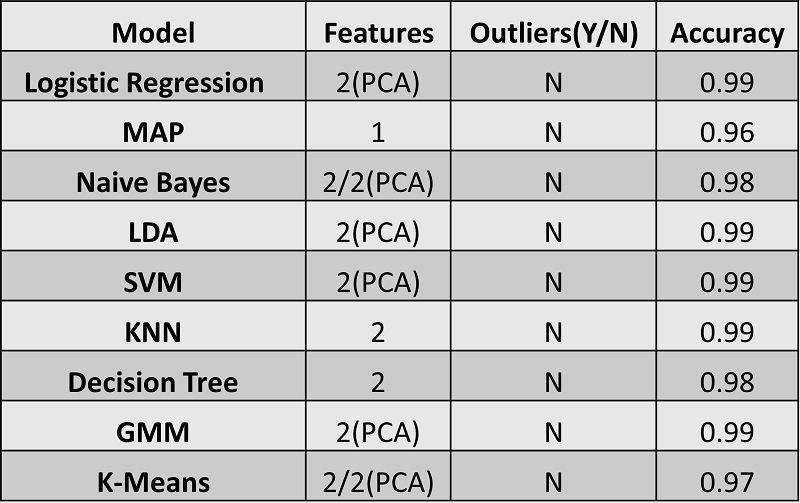 Model Features Outliers(Y/N) Accuracy
Logistic Regression 2(PCA) N 0.99
MAP 1 N 0.96
Naive Bayes 2/2(PCA) N 0.98
LDA 2(PCA) N 0.99
SVM 2(PCA) N 0.99
KNN 2 N 0.99
Decision Tree 2 N 0.98
GMM 2(PCA) N 0.99
K-Means 2/2(PCA) N 0.97